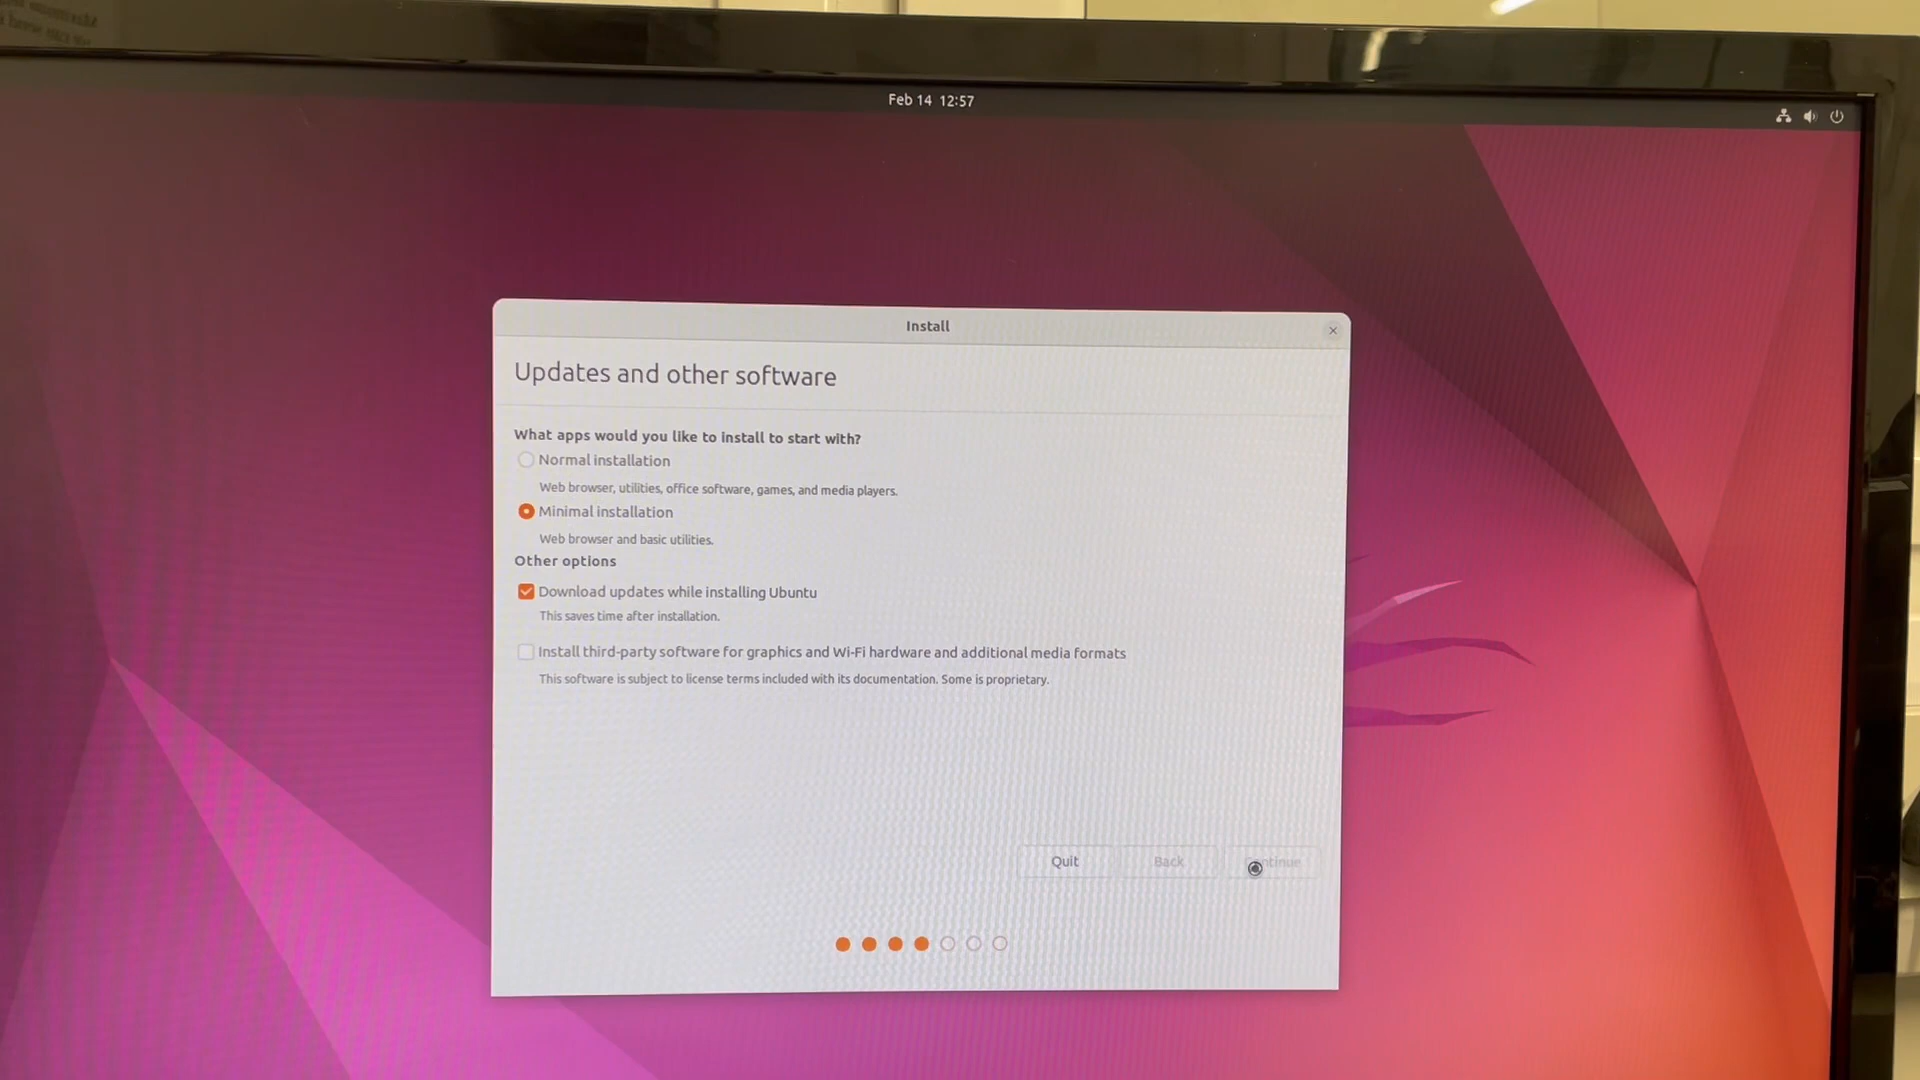 Feb 14 12:57
Install
Updates and other software
What apps would you like to install to start with?
Normal installation
Web browser, utilities, office software, games, and media players.
Minimal installation
Web browser and basic utilities.
Other options
Download updates while installing Ubuntu
This saves time after installation.
Install third-party software for graphics and Wi-Fi hardware and additional media formats
This software is subject to license terms included with its documentation. Some is proprietary.
Quit Back Continue